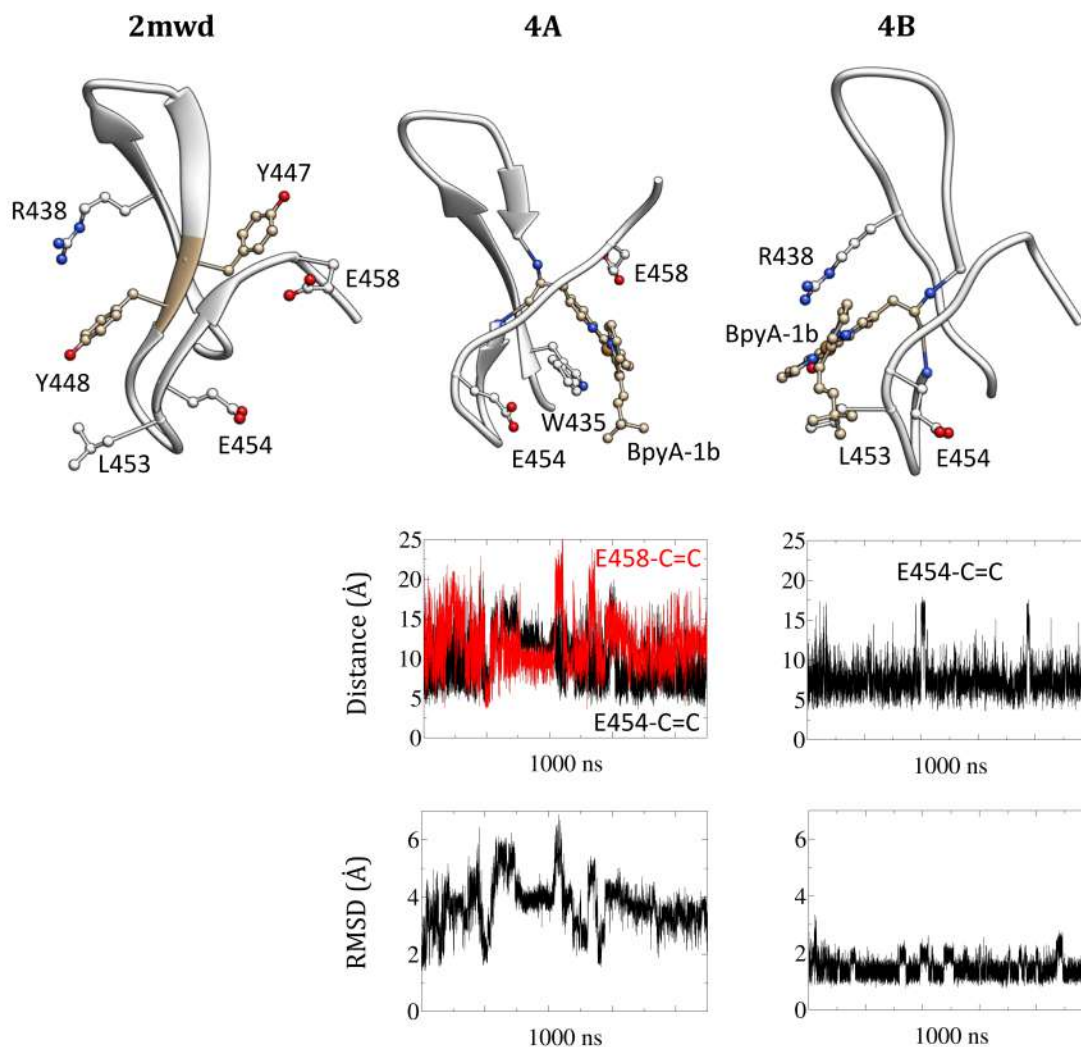 2mwd 4A 4B
Y447
R438
E458
Y448
L453
E454
E458
W435
E454
BpyA-1b
R438
BpyA-1b
L453
E454
Distance (Å)
25
20
15
10
5
0
E458-C=C
E454-C=C
1000 ns
25
20
15
10
5
0
E454-C=C
1000 ns
RMSD (Å)
6
4
2
0
1000 ns
6
4
2
0
1000 ns